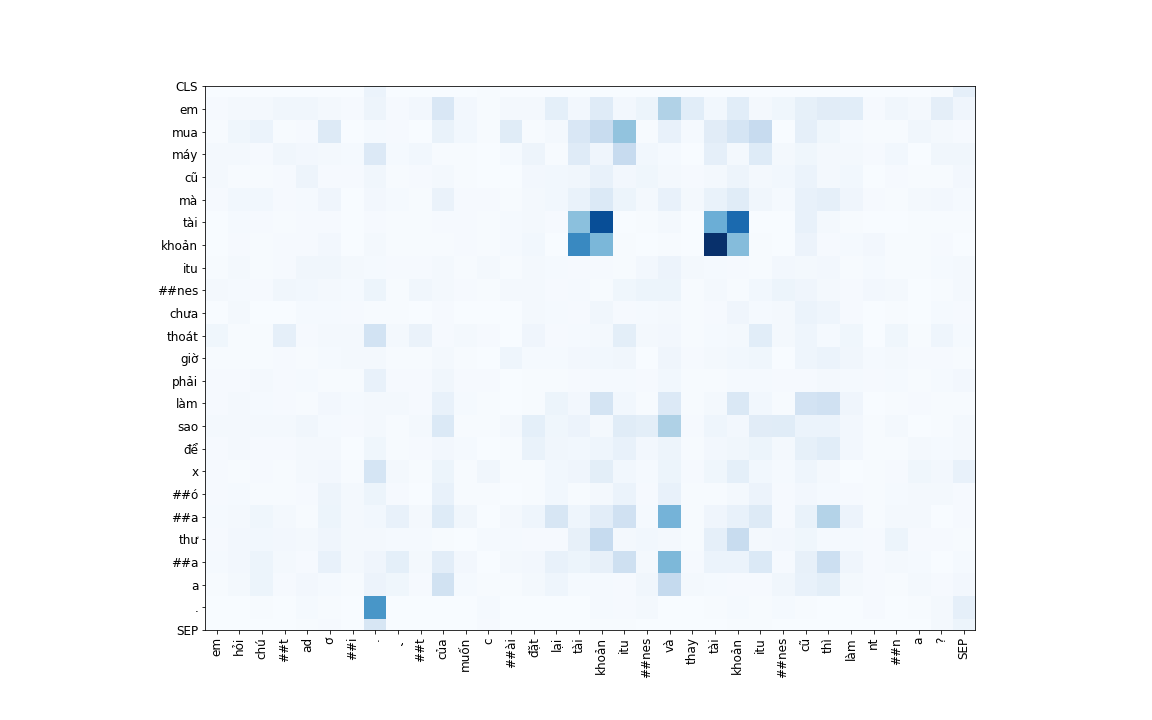 CLS
em
mua
máy
cũ
mà
tài
khoản
itu
##nes
chưa
thoát
giờ
phải
làm
sao
để
x
##ó
##a
thư
##a
a
.
SEP
em
hỏi
chú
##t
ad
ơ
##i
.
̣
##t
của
muốn
c
##ài
đặt
lại
tài
khoản
itu
##nes
và
thay
tài
khoản
itu
##nes
cũ
thì
làm
nt
##n
a
?
SEP